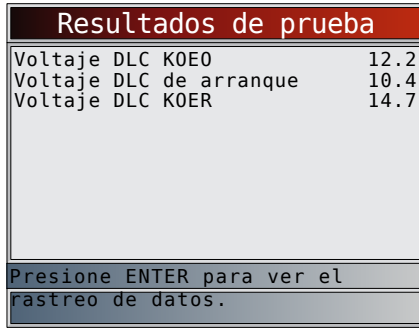 Resultados de prueba
Voltaje DLC KOEO 12.2
Voltaje DLC de arranque 10.4
Voltaje DLC KOER 14.7
Presione ENTER para ver el
rastreo de datos.